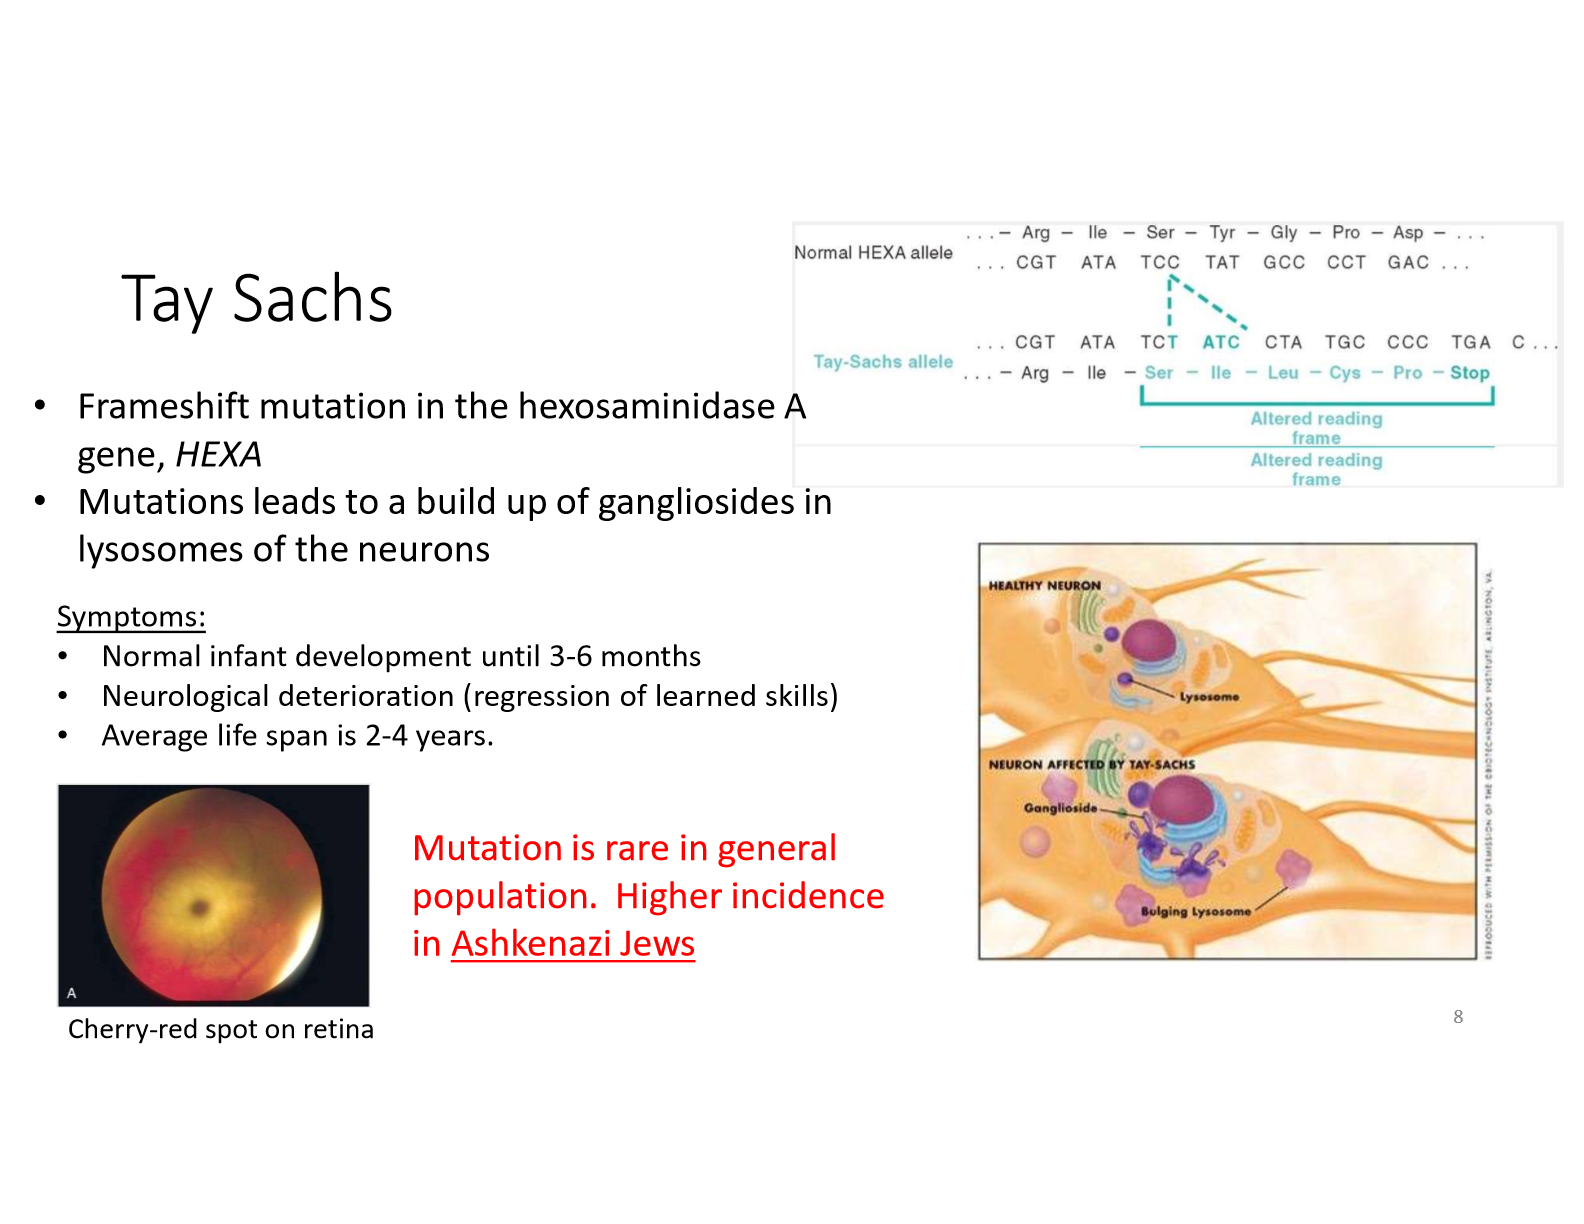 Tay Sachs
• Frameshift mutation in the hexosaminidase A
gene, HEXA
• Mutations leads to a build up of gangliosides in
lysosomes of the neurons
Symptoms:
• Normal infant development until 3-6 months
• Neurological deterioration (regression of learned skills)
• Average life span is 2-4 years.
A
Cherry-red spot on retina
Mutation is rare in general
population. Higher incidence
in Ashkenazi Jews
. . . – Arg – Ile – Ser – Tyr – Gly – Pro – Asp – . . .
Normal HEXA allele
. . . CGT ATA TCC TAT GCC CCT GAC . . .
. . . CGT ATA TCT ATC CTA TGC CCC TGA C . . .
Tay-Sachs allele
. . . – Arg – Ile – Ser – Ile – Leu – Cys – Pro – Stop
Altered reading
frame
Altered reading
frame
HEALTHY NEURON
Lysosome
NEURON AFFECTED BY TAY-SACHS
Ganglioside
Bulging Lysosome
REPRODUCED WITH PERMISSION OF THE BIOTECHNOLOGY INSTITUTE, ARLINGTON, VA.
8